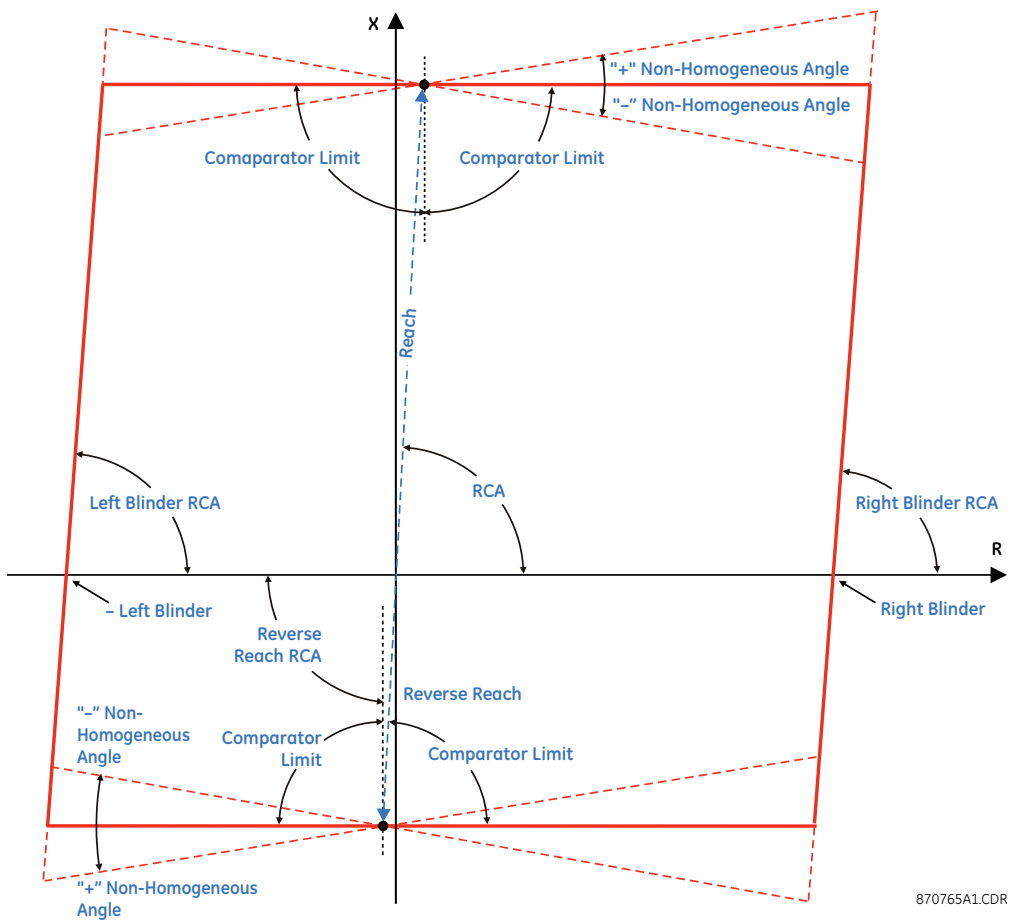 X
"+" Non-Homogeneous Angle
"–" Non-Homogeneous Angle
Comaparator Limit
Comparator Limit
Reach
RCA
Left Blinder RCA
Right Blinder RCA
R
– Left Blinder
Right Blinder
Reverse
Reach RCA
Reverse Reach
"–" Non-
Homogeneous
Angle
Comparator
Limit
Comparator Limit
"+" Non-Homogeneous
Angle
870765A1.CDR